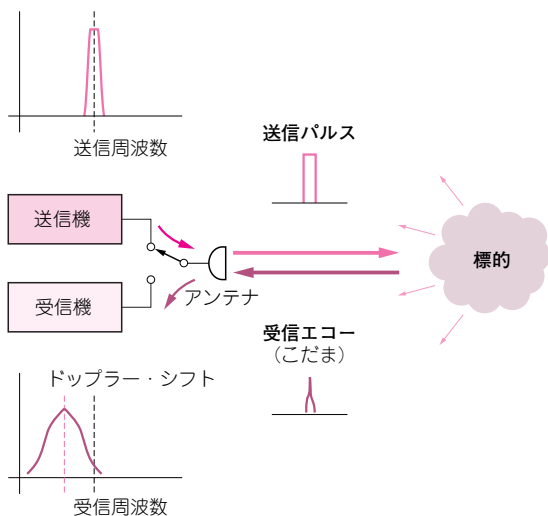 送信周波数
送信パルス
送信機
標的
アンテナ
受信機
受信エコー
（こだま）
ドップラー・シフト
受信周波数